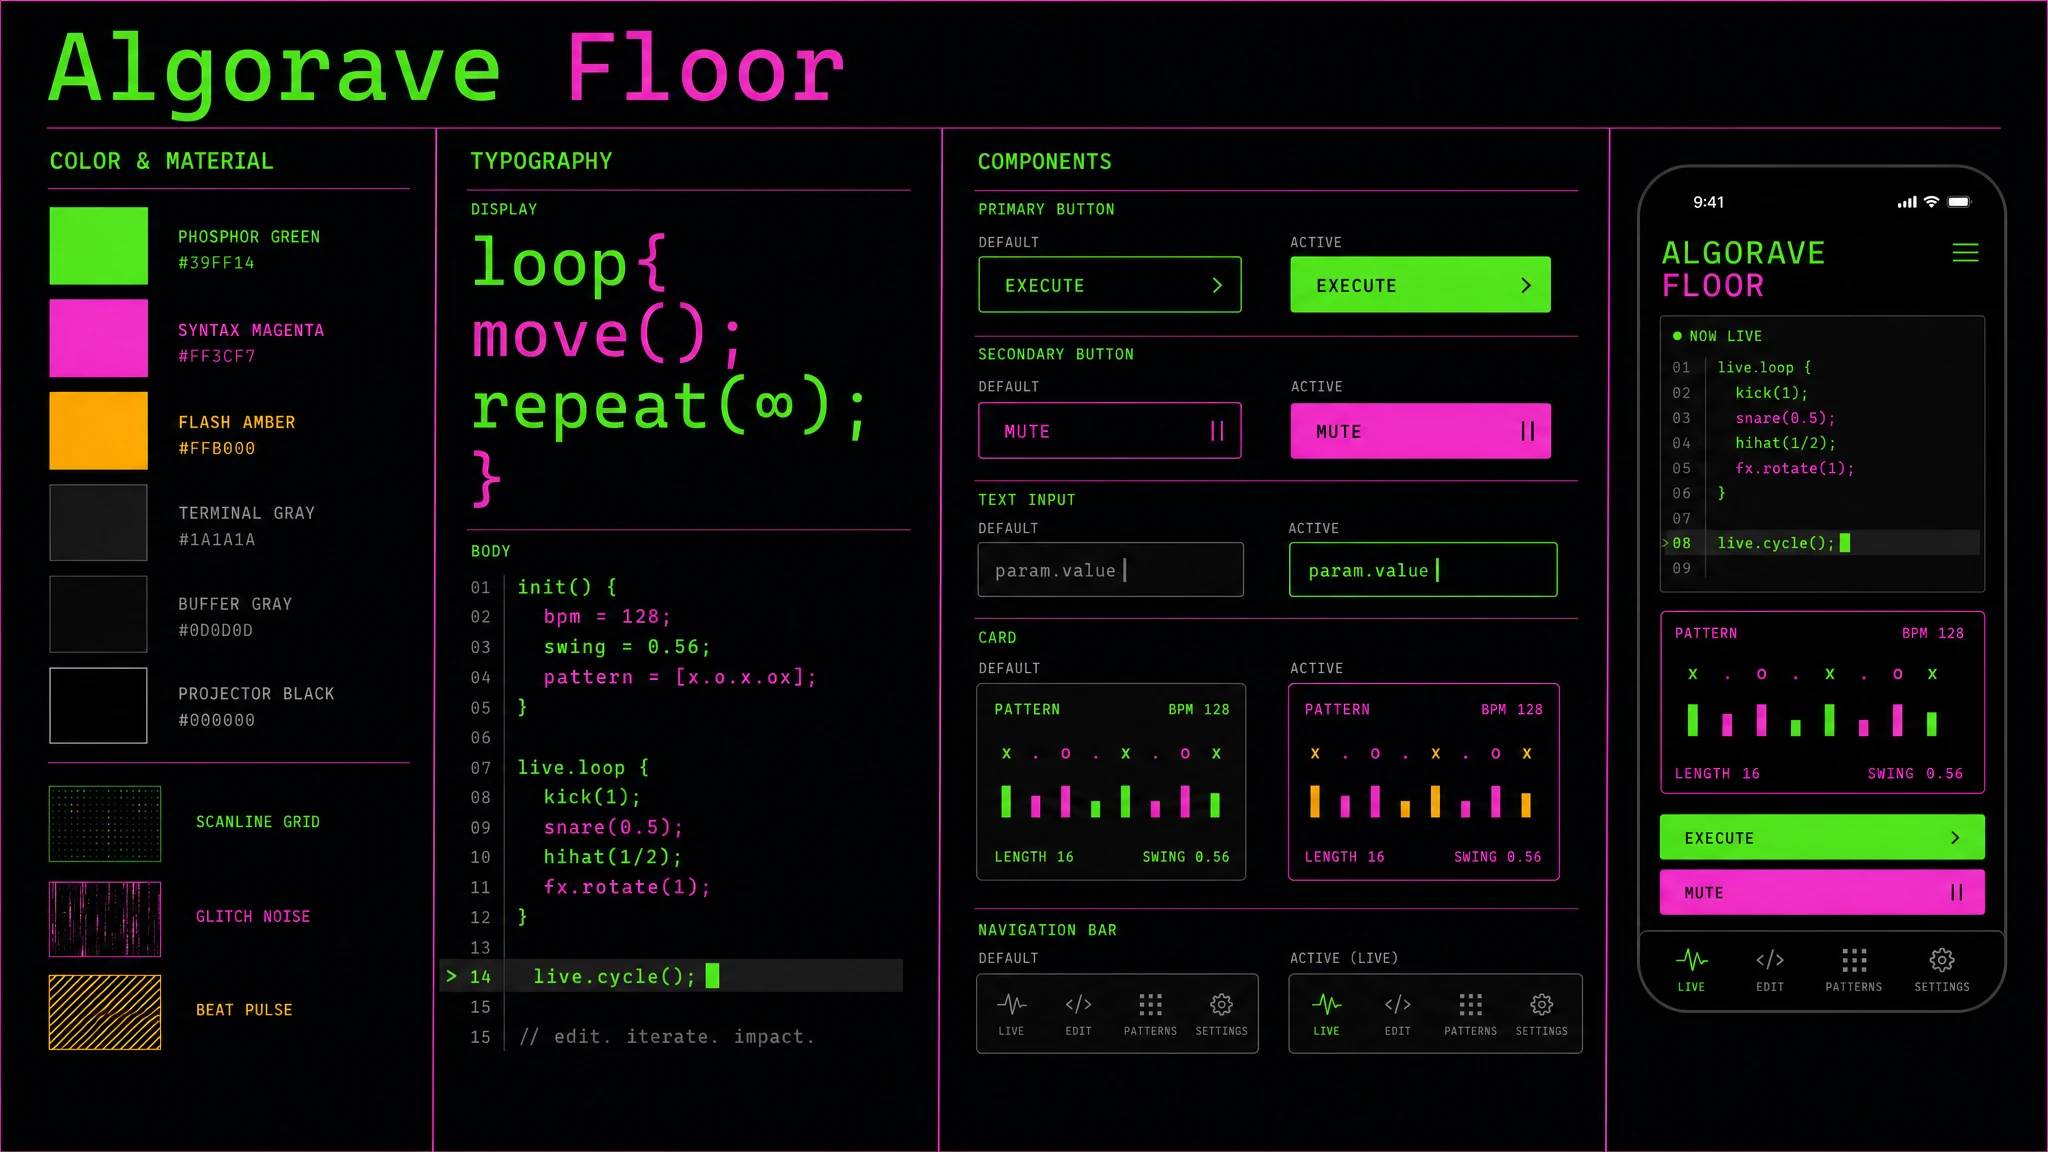 Algorave Floor
COLOR & MATERIAL
PHOSPHOR GREEN
#39FF14
SYNTAX MAGENTA
#FF3CF7
FLASH AMBER
#FFB000
TERMINAL GRAY
#1A1A1A
BUFFER GRAY
#0D0D0D
PROJECTOR BLACK
#000000
SCANLINE GRID
GLITCH NOISE
BEAT PULSE
TYPOGRAPHY
DISPLAY
loop{
move();
repeat(∞);
}
BODY
01 init() {
02 bpm = 128;
03 swing = 0.56;
04 pattern = [x.o.x.ox];
05 }
06
07 live.loop {
08 kick(1);
09 snare(0.5);
10 hihat(1/2);
11 fx.rotate(1);
12 }
13
> 14 live.cycle();
15
15 // edit. iterate. impact.
COMPONENTS
PRIMARY BUTTON
DEFAULT ACTIVE
EXECUTE > EXECUTE >
SECONDARY BUTTON
DEFAULT ACTIVE
MUTE MUTE
TEXT INPUT
DEFAULT ACTIVE
param.value param.value
CARD
DEFAULT ACTIVE
PATTERN BPM 128 PATTERN BPM 128
x . o . x . o x x . o . x . o x
LENGTH 16 SWING 0.56 LENGTH 16 SWING 0.56
NAVIGATION BAR
DEFAULT ACTIVE (LIVE)
</> </>
LIVE EDIT PATTERNS SETTINGS LIVE EDIT PATTERNS SETTINGS
9:41
ALGORAVE
FLOOR
NOW LIVE
01 live.loop {
02 kick(1);
03 snare(0.5);
04 hihat(1/2);
05 fx.rotate(1);
06 }
07
>08 live.cycle();
09
PATTERN BPM 128
x . o . x . o x
LENGTH 16 SWING 0.56
EXECUTE >
MUTE
</>
LIVE EDIT PATTERNS SETTINGS